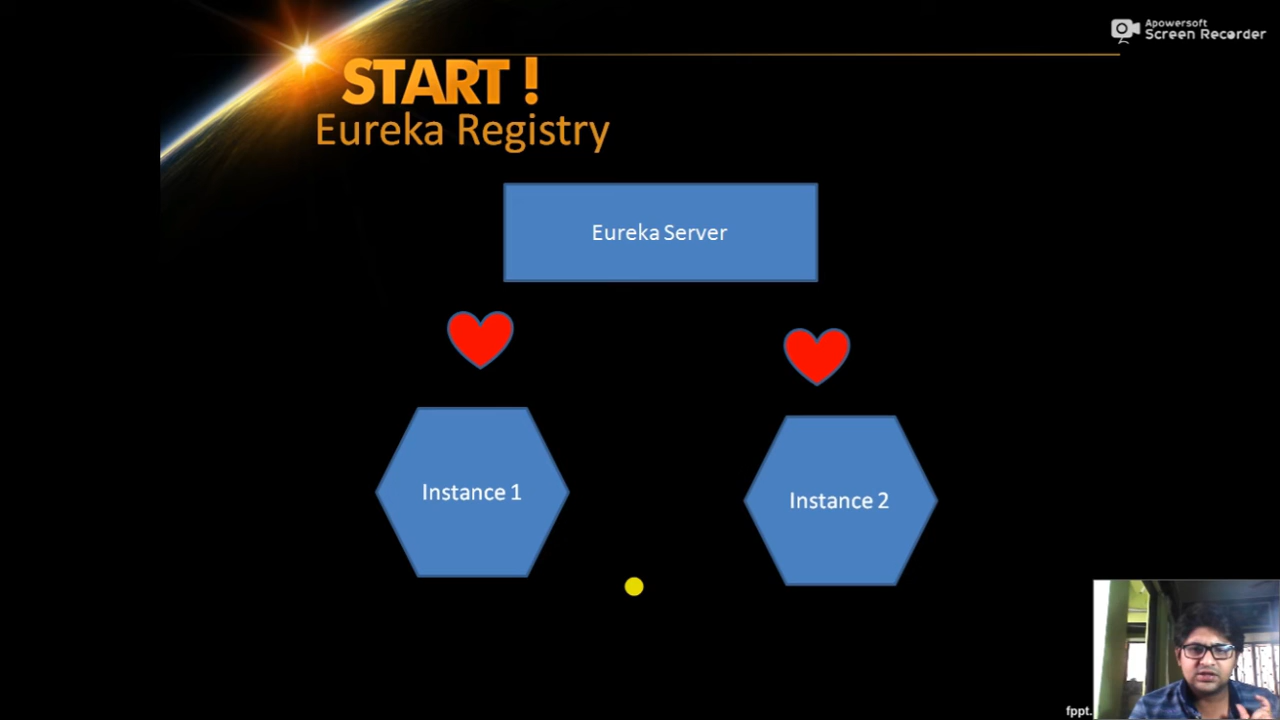 Apowersoft
Screen Recorder
START !
Eureka Registry
Eureka Server
Instance 1
Instance 2
fppt.